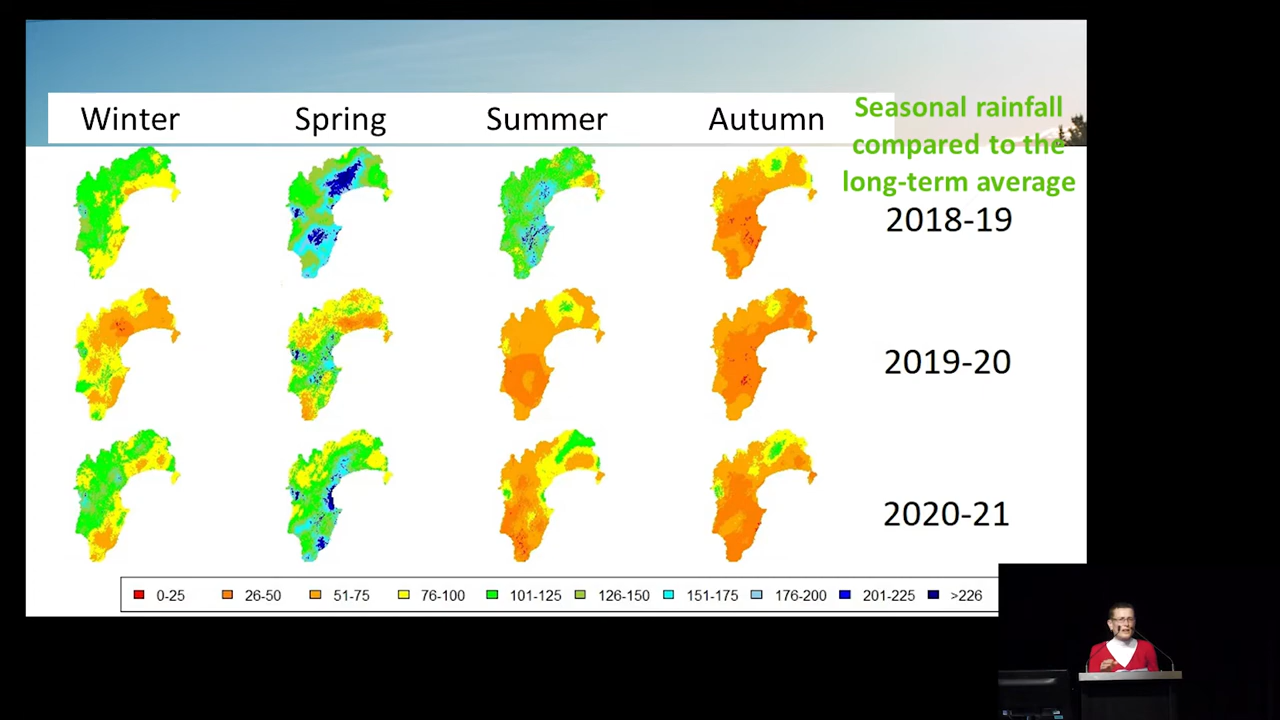 Winter Spring Summer Autumn
Seasonal rainfall
compared to the
long-term average
2018-19
2019-20
2020-21
0-25 26-50 51-75 76-100 101-125 126-150 151-175 176-200 201-225 >226